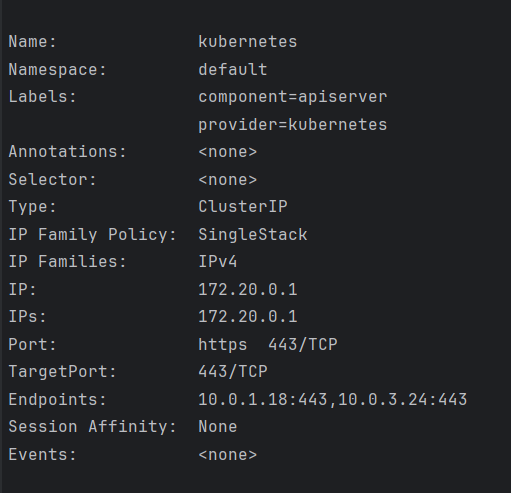 Name: kubernetes
Namespace: default
Labels: component=apiserver
provider=kubernetes
Annotations: <none>
Selector: <none>
Type: ClusterIP
IP Family Policy: SingleStack
IP Families: IPv4
IP: 172.20.0.1
IPs: 172.20.0.1
Port: https 443/TCP
TargetPort: 443/TCP
Endpoints: 10.0.1.18:443,10.0.3.24:443
Session Affinity: None
Events: <none>